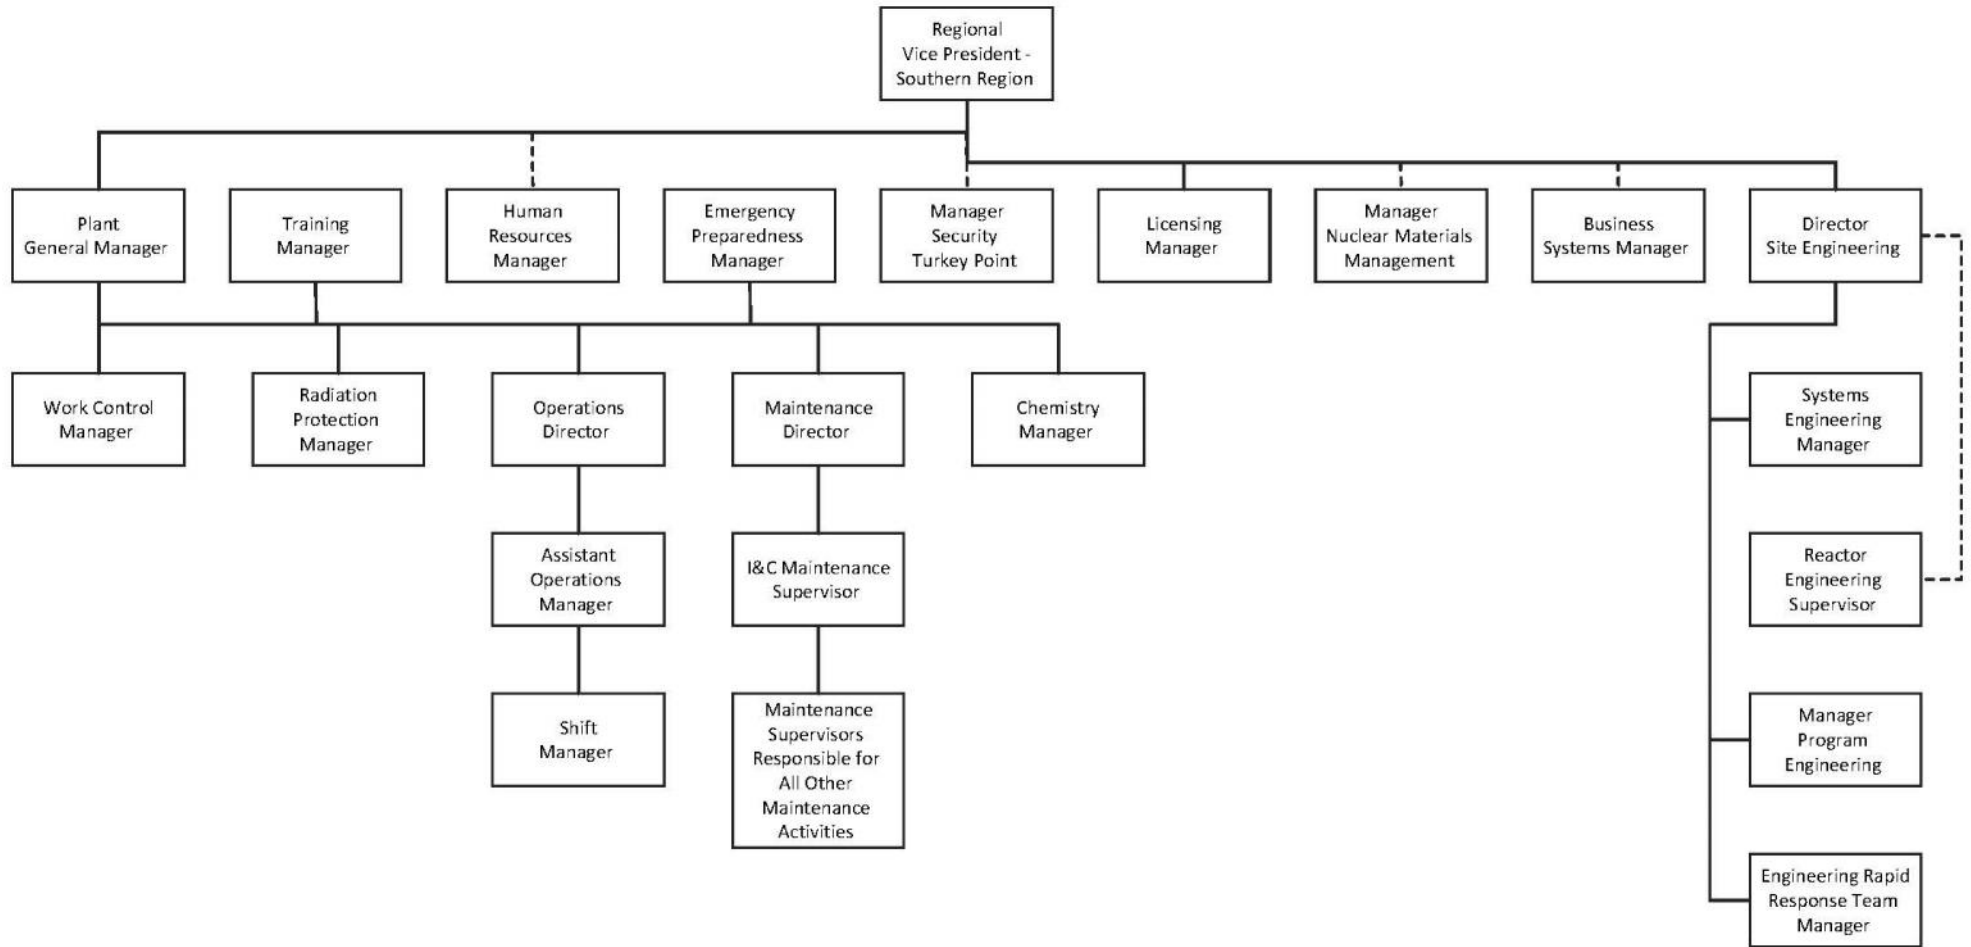 Regional
Vice President -
Southern Region
Plant
General Manager
Training
Manager
Human
Resources
Manager
Emergency
Preparedness
Manager
Manager
Security
Turkey Point
Licensing
Manager
Manager
Nuclear Materials
Management
Business
Systems Manager
Director
Site Engineering
Work Control
Manager
Radiation
Protection
Manager
Operations
Director
Maintenance
Director
Chemistry
Manager
Systems
Engineering
Manager
Assistant
Operations
Manager
I&C Maintenance
Supervisor
Reactor
Engineering
Supervisor
Shift
Manager
Maintenance
Supervisors
Responsible for
All Other
Maintenance
Activities
Manager
Program
Engineering
Engineering Rapid
Response Team
Manager